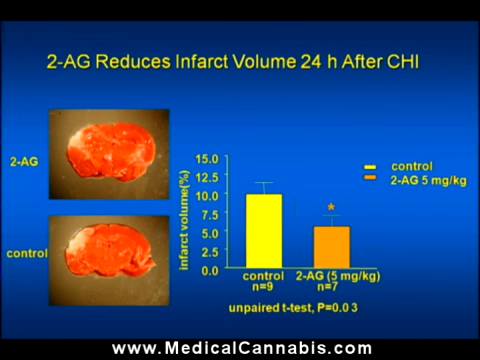 2-AG Reduces Infarct Volume 24 h After CHI
2-AG
control
infarct volume(%)
15.0
12.5
10.0
7.5
5.0
2.5
0.0
*
control
n=9
2-AG (5 mg/kg)
n=7
control
2-AG 5 mg/kg
unpaired t-test, P=0.03
www.MedicalCannabis.com